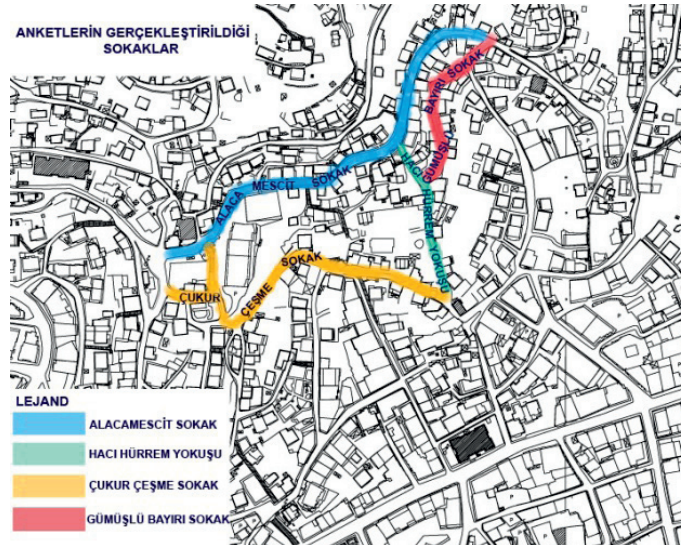 ANKETLERİN GERÇEKLEŞTİRİLDİĞİ
SOKAKLAR
BAYIRI SOKAK
GÜMÜŞLÜ
HACI HÜRREM YOKUŞU
ALACA MESCİT SOKAK
ÇUKUR ÇEŞME SOKAK
LEJAND
ALACAMESCİT SOKAK
HACI HÜRREM YOKUŞU
ÇUKUR ÇEŞME SOKAK
GÜMÜŞLÜ BAYIRI SOKAK